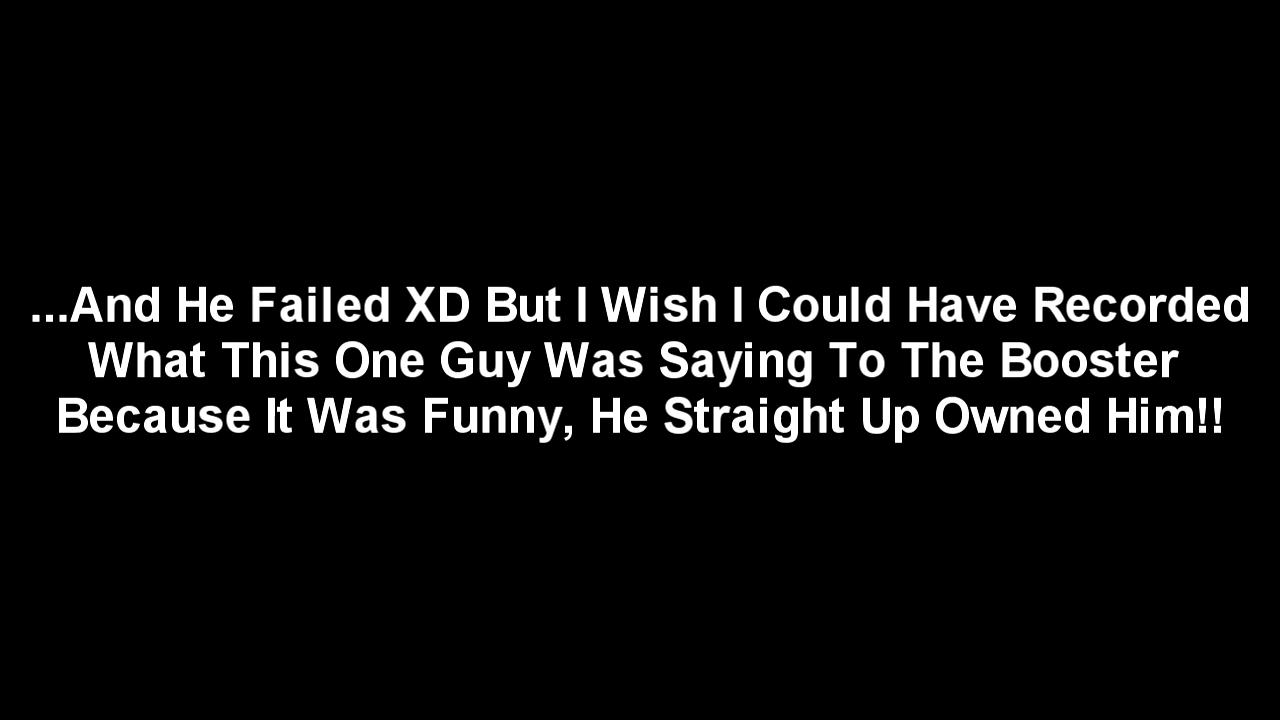 ...And He Failed XD But I Wish I Could Have Recorded
What This One Guy Was Saying To The Booster
Because It Was Funny, He Straight Up Owned Him!!